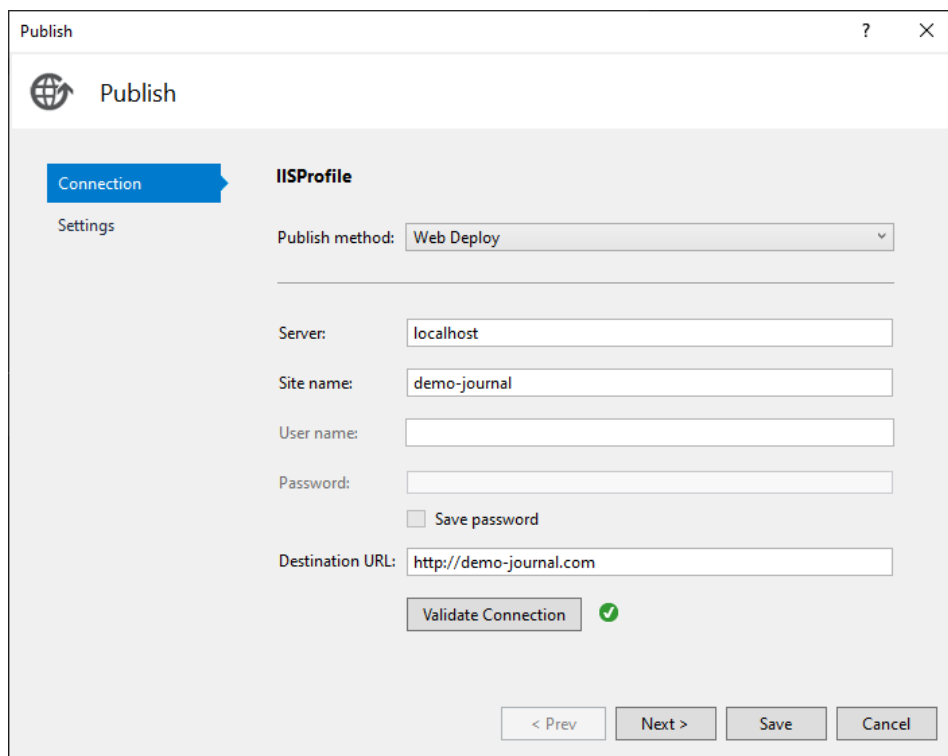 Publish ?
Publish
Connection
Settings
IISProfile
Publish method: Web Deploy
Server: localhost
Site name: demo-journal
User name:
Password:
Save password
Destination URL: http://demo-journal.com
Validate Connection
< Prev Next > Save Cancel